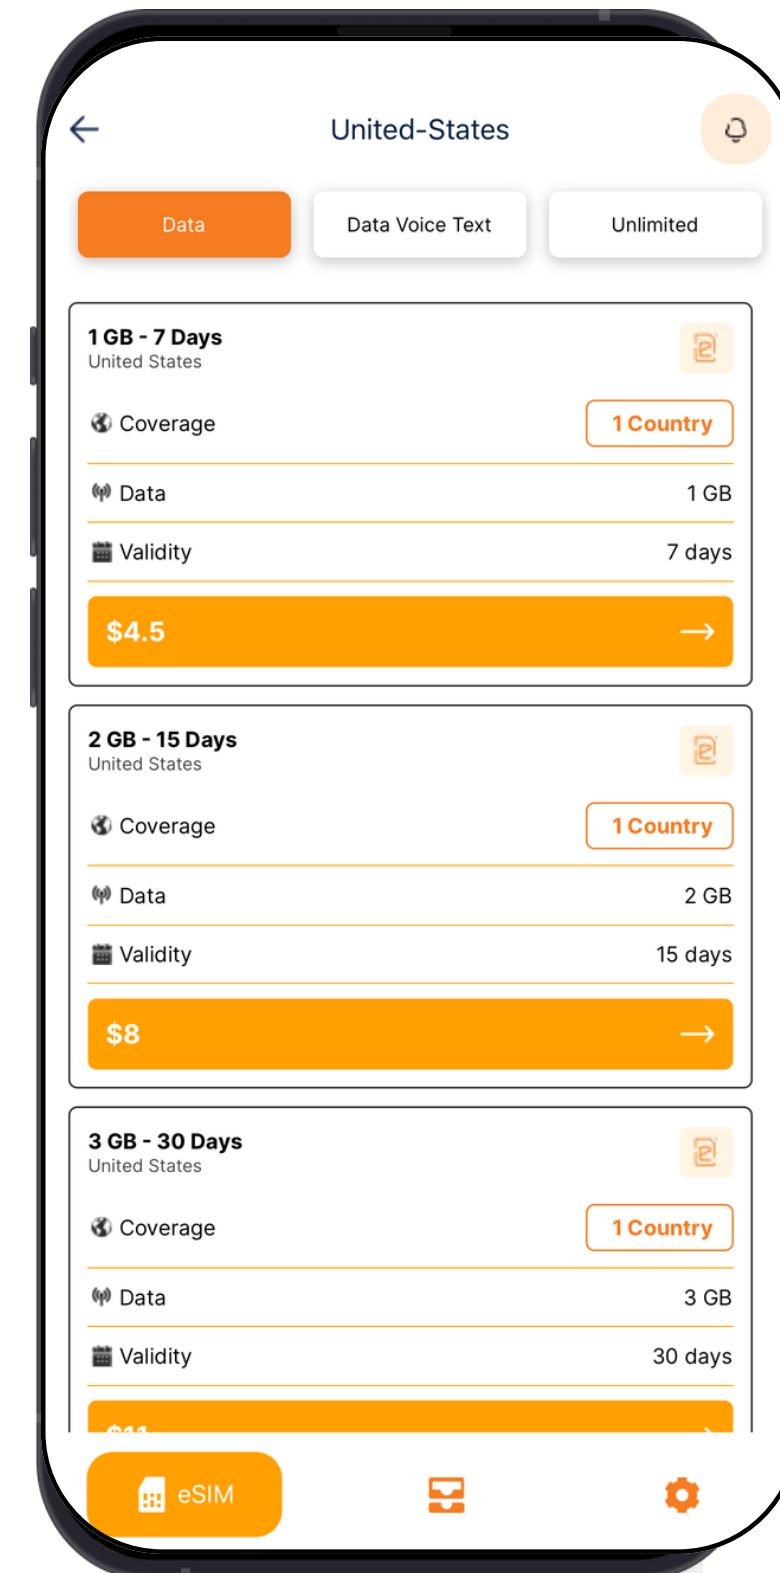 United-States
Data
Data Voice Text
Unlimited
1 GB - 7 Days
United States
Coverage
1 Country
Data
1 GB
Validity
7 days
$4.5
2 GB - 15 Days
United States
Coverage
1 Country
Data
2 GB
Validity
15 days
$8
3 GB - 30 Days
United States
Coverage
1 Country
Data
3 GB
Validity
30 days
$11
eSIM